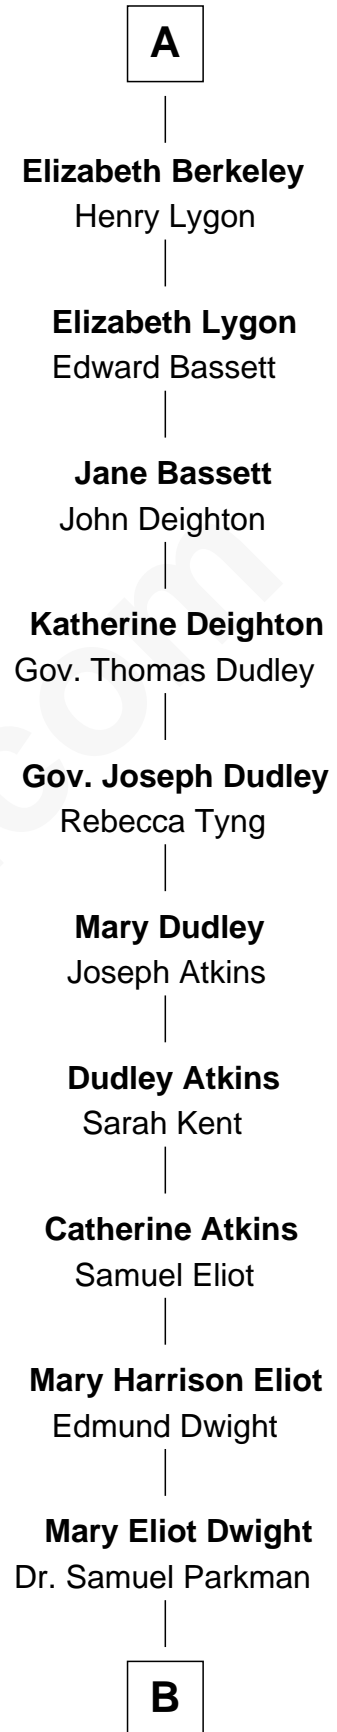 A
Elizabeth Berkeley
Henry Lygon
Elizabeth Lygon
Edward Bassett
Jane Bassett
John Deighton
Katherine Deighton
Gov. Thomas Dudley
Gov. Joseph Dudley
Rebecca Tyng
Mary Dudley
Joseph Atkins
Dudley Atkins
Sarah Kent
Catherine Atkins
Samuel Eliot
Mary Harrison Eliot
Edmund Dwight
Mary Eliot Dwight
Dr. Samuel Parkman
B